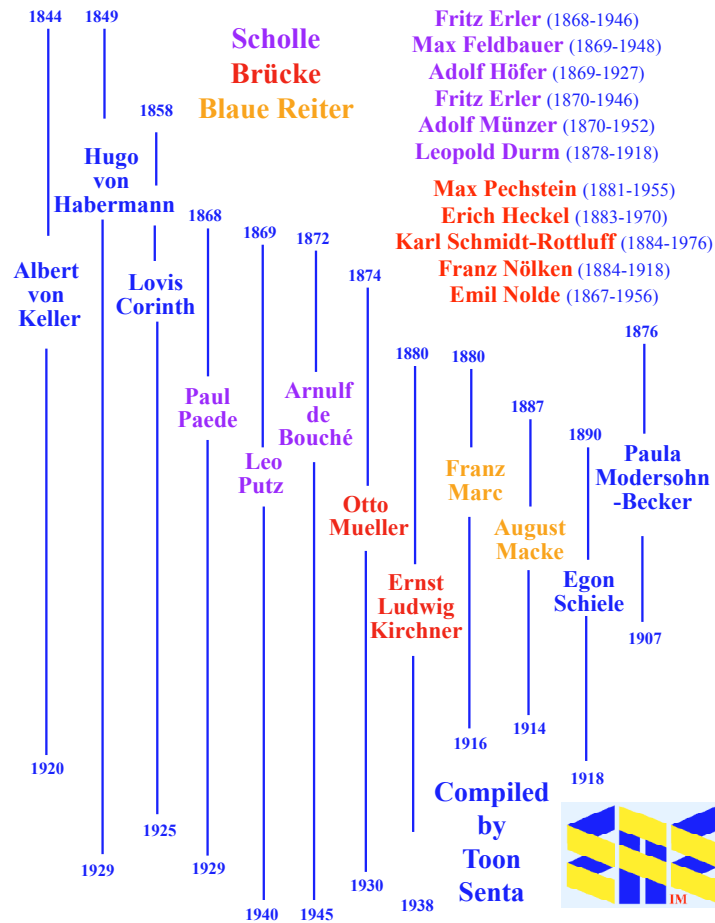 1844
1849
Scholle
Brücke
Blaue Reiter
Fritz Erler (1868-1946)
Max Feldbauer (1869-1948)
Adolf Höfer (1869-1927)
Fritz Erler (1870-1946)
Adolf Münzer (1870-1952)
Leopold Durm (1878-1918)
Max Pechstein (1881-1955)
Erich Heckel (1883-1970)
Karl Schmidt-Rottluff (1884-1976)
Franz Nölken (1884-1918)
Emil Nolde (1867-1956)
1858
Hugo
von
Habermann
1868
1869
1872
1874
Albert
von
Keller
Lovis
Corinth
1876
1880
1880
Paul
Paede
Arnulf
de
Bouché
1887
1890
Leo
Putz
Franz
Marc
Paula
Modersohn
-Becker
Otto
Mueller
August
Macke
Ernst
Ludwig
Kirchner
Egon
Schiele
1907
1914
1916
1920
1918
Compiled
by
Toon
Senta
1925
1929
1929
1930
1940
1945
1938
IM